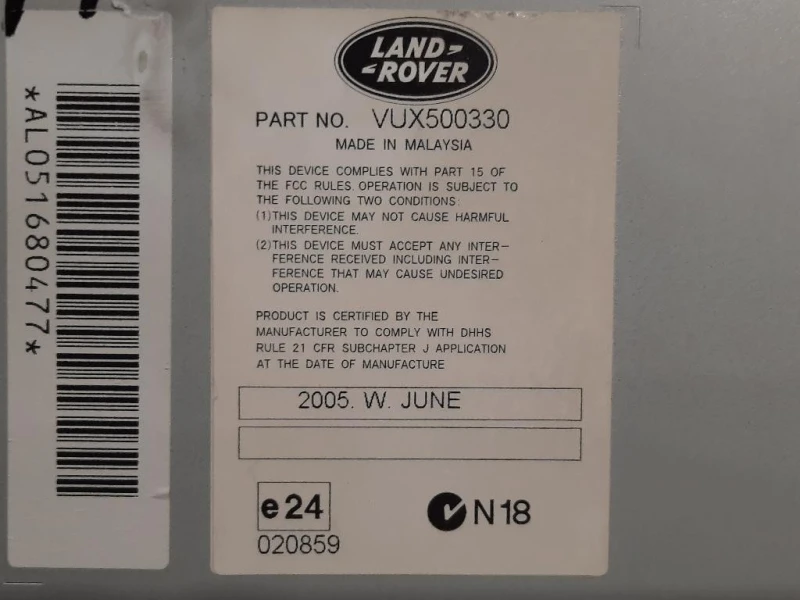 *AL051680477*
LAND-
-ROVER
PART NO. VUX500330
MADE IN MALAYSIA
THIS DEVICE COMPLIES WITH PART 15 OF
THE FCC RULES. OPERATION IS SUBJECT TO
THE FOLLOWING TWO CONDITIONS:
(1)THIS DEVICE MAY NOT CAUSE HARMFUL
INTERFERENCE.
(2)THIS DEVICE MUST ACCEPT ANY INTER-
FERENCE RECEIVED INCLUDING INTER-
FERENCE THAT MAY CAUSE UNDESIRED
OPERATION.
PRODUCT IS CERTIFIED BY THE
MANUFACTURER TO COMPLY WITH DHHS
RULE 21 CFR SUBCHAPTER J APPLICATION
AT THE DATE OF MANUFACTURE
2005. W. JUNE
e24
N18
020859